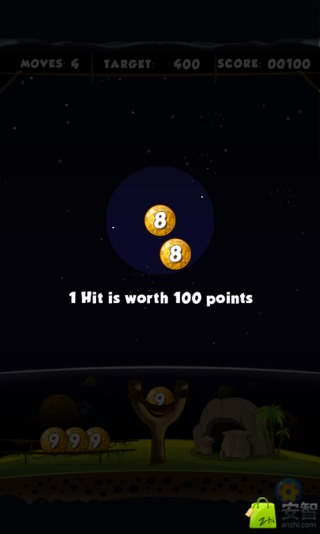 MOVES: 4 TARGET: 400 SCORE: 00100
8
8
1 Hit is worth 100 points
9
9 9 9
安智
zhi
anzhi.com